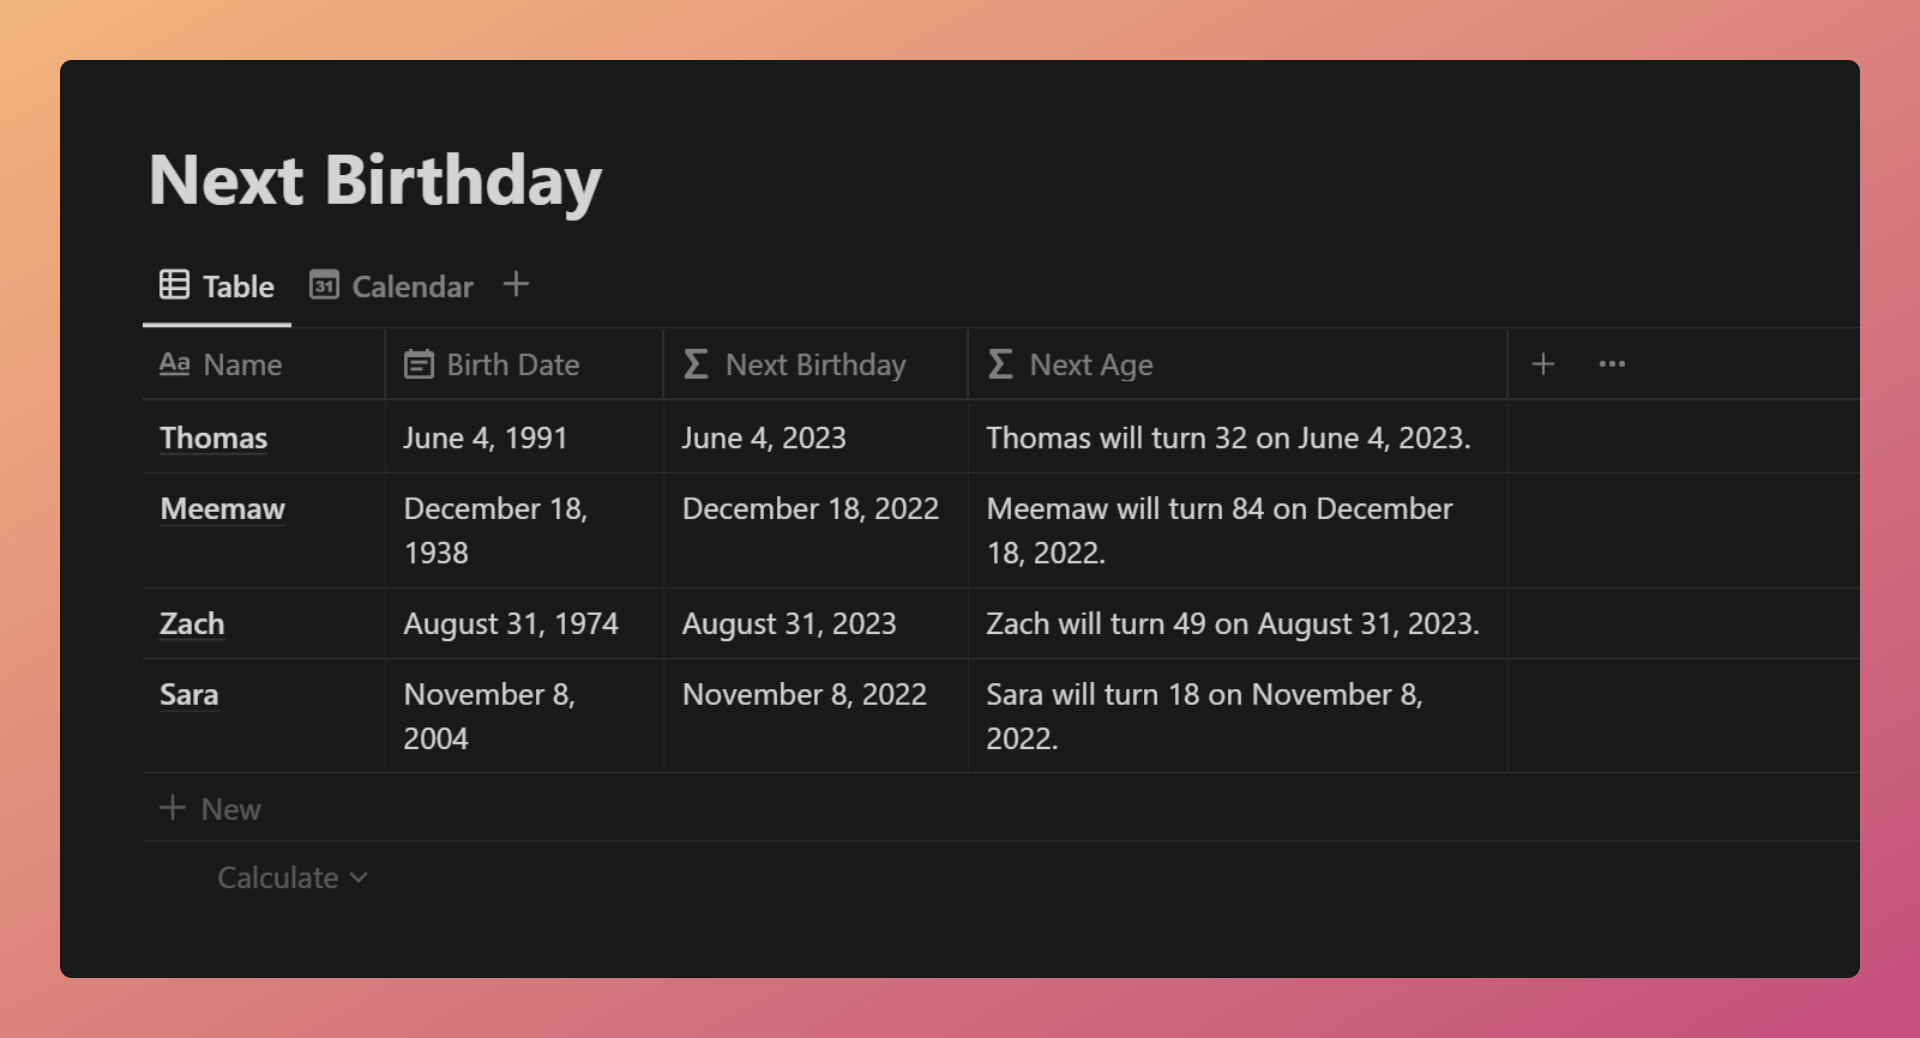 Next Birthday
Table 31 Calendar +
Aa Name Birth Date Σ Next Birthday Σ Next Age + •••
Thomas June 4, 1991 June 4, 2023 Thomas will turn 32 on June 4, 2023.
Meemaw December 18, December 18, 2022 Meemaw will turn 84 on December
1938 18, 2022.
Zach August 31, 1974 August 31, 2023 Zach will turn 49 on August 31, 2023.
Sara November 8, November 8, 2022 Sara will turn 18 on November 8,
2004 2022.
+ New
Calculate